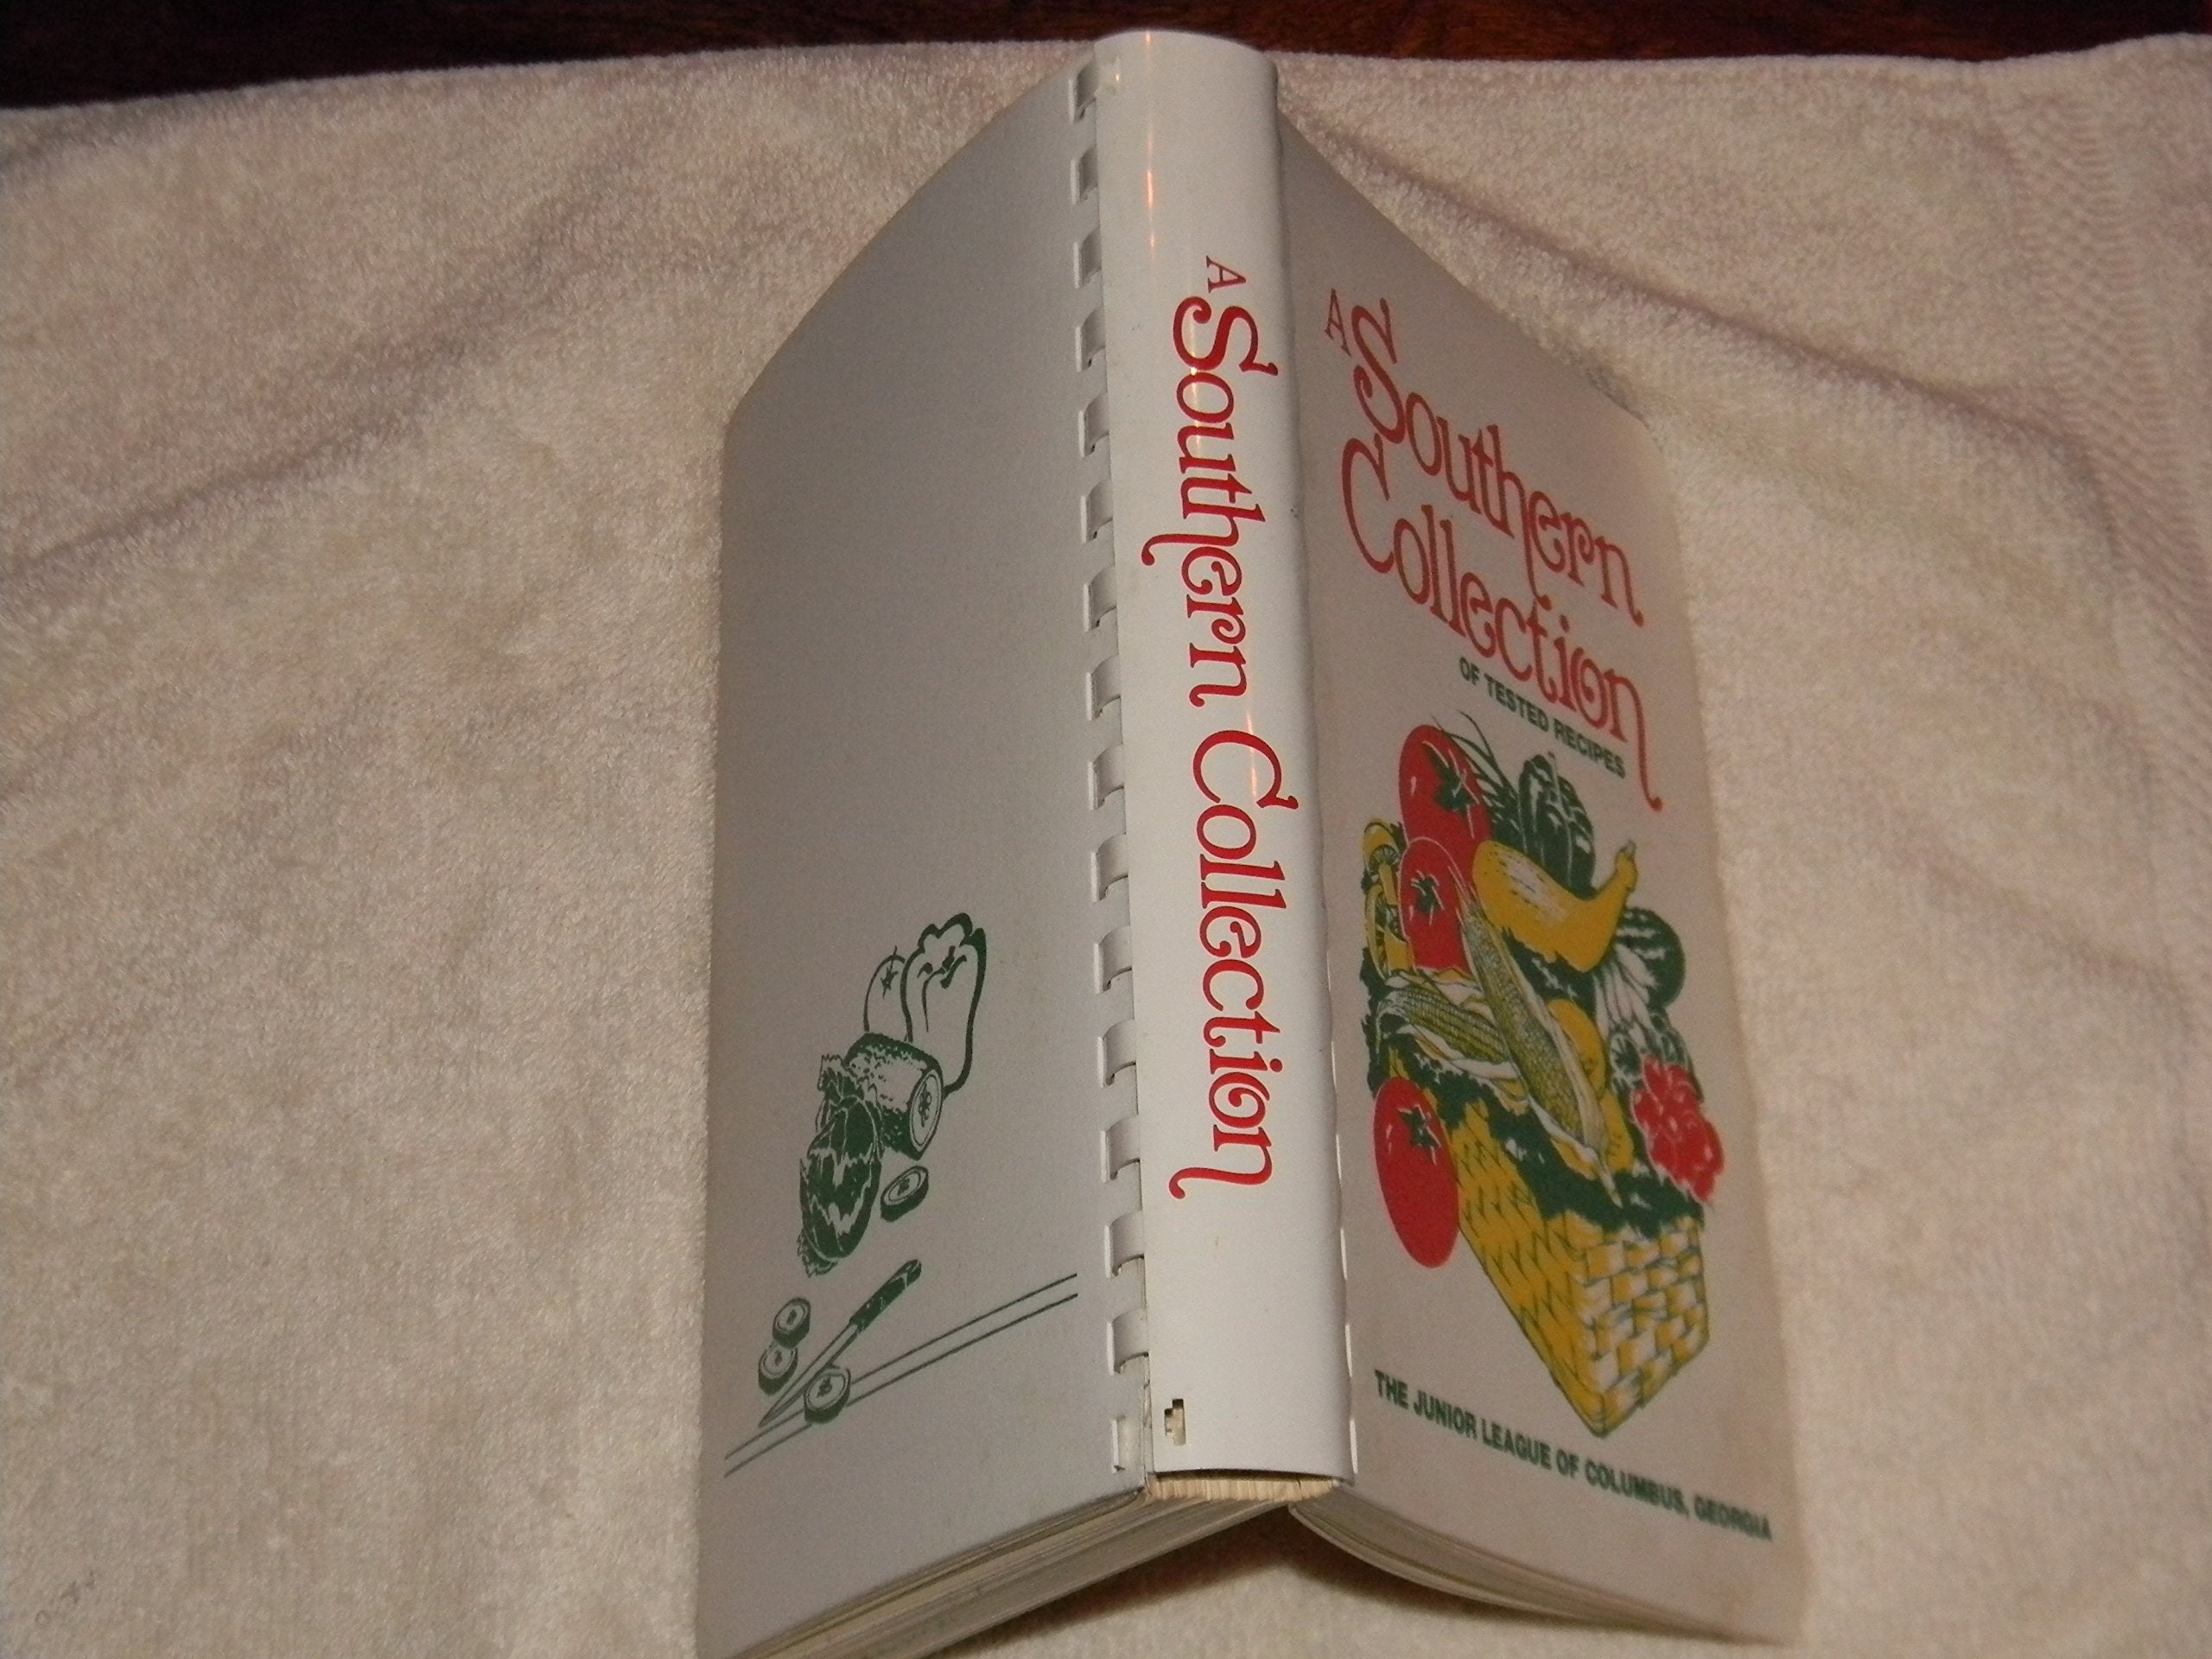 A Southern Collection
A
Southern
Collection
OF TESTED RECIPES
THE JUNIOR LEAGUE OF COLUMBUS, GEORGIA